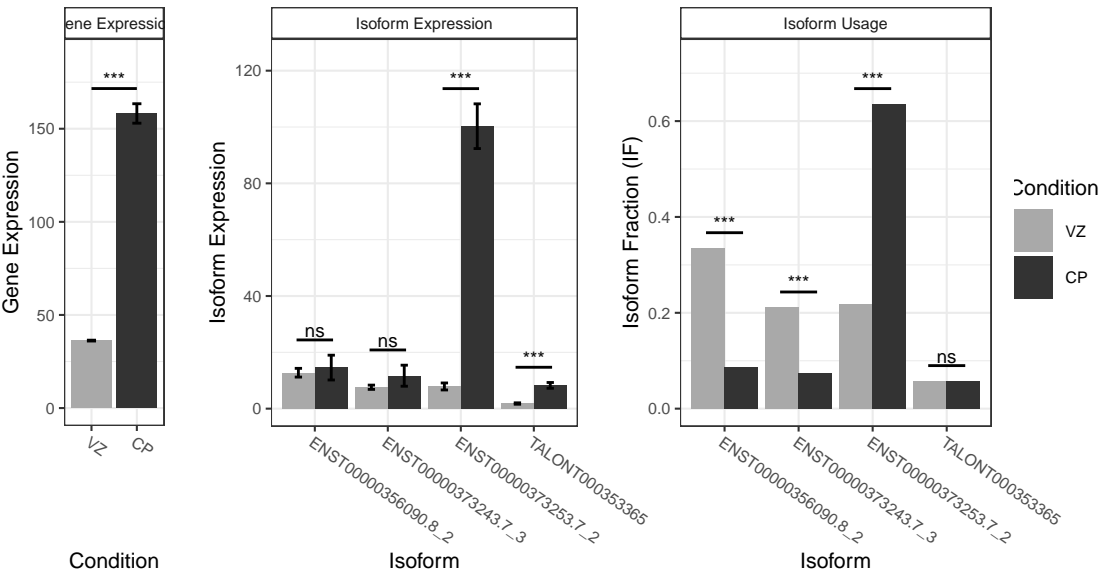 ene Expressio
Isoform Expression
Isoform Usage
Gene Expression
150
100
50
0
***
VZ
CP
Condition
Isoform Expression
120
80
40
0
ns
ns
***
***
ENST00000356090.8_2
ENST00000373243.7_3
ENST00000373253.7_2
TALONT000353365
Isoform
Isoform Fraction (IF)
0.6
0.4
0.2
0.0
***
***
***
ns
ENST00000356090.8_2
ENST00000373243.7_3
ENST00000373253.7_2
TALONT000353365
Isoform
Condition
VZ
CP